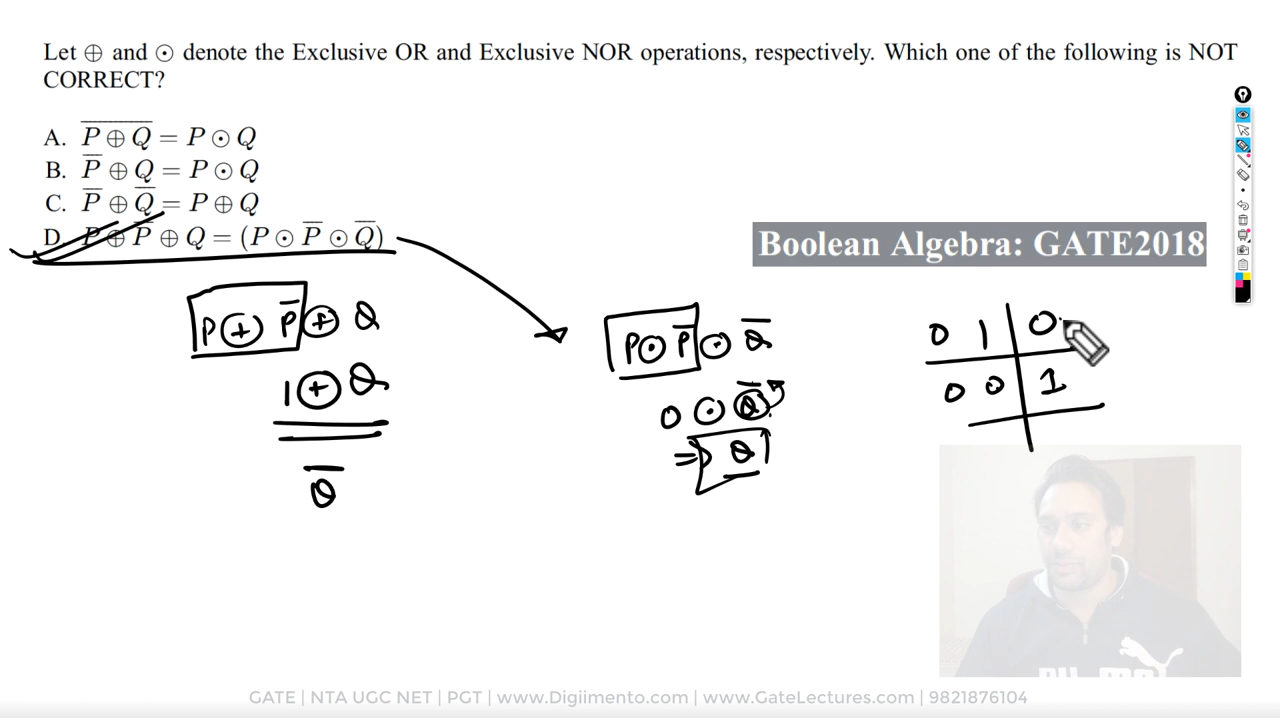 Let ⊕ and ⊙ denote the Exclusive OR and Exclusive NOR operations, respectively. Which one of the following is NOT
CORRECT?
A. P̅ ̅⊕̅ ̅Q̅ = P ⊙ Q
B. P̅ ⊕ Q = P ⊙ Q
C. P̅ ⊕ Q̅ = P ⊕ Q
D. P ⊕ P̅ ⊕ Q = (P ⊙ P̅ ⊙ Q̅)
Boolean Algebra: GATE2018
P ⊕ P̅ ⊕ Q
1 ⊕ Q
Q̅
P ⊙ P̅ ⊙ Q̅
0 ⊙ Q̅
⇒ Q
0 1 | 0
0 0 | 1
GATE | NTA UGC NET | PGT | www.Digiimento.com | www.GateLectures.com | 9821876104